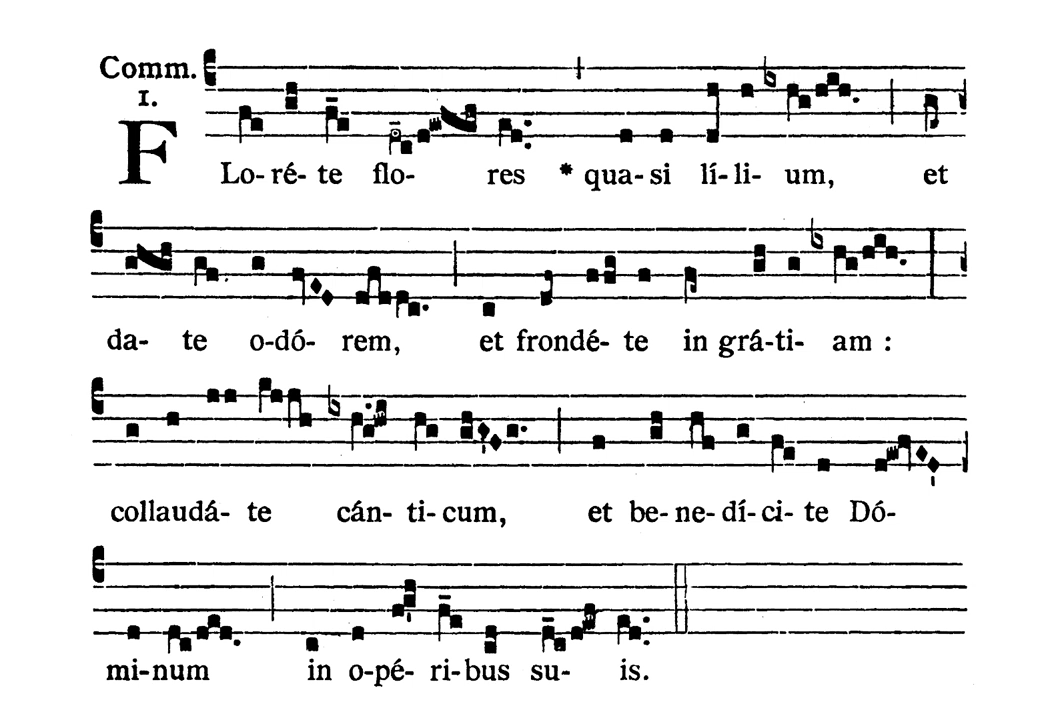 Comm.
1.
FLo-ré-te flo- res * qua-si lí-li- um, et
da- te o-dó- rem, et frondé- te in grá-ti- am :
collaudá- te cán- ti-cum, et be-ne-dí-ci-te Dó-
mi-num in o-pé- ri-bus su- is.